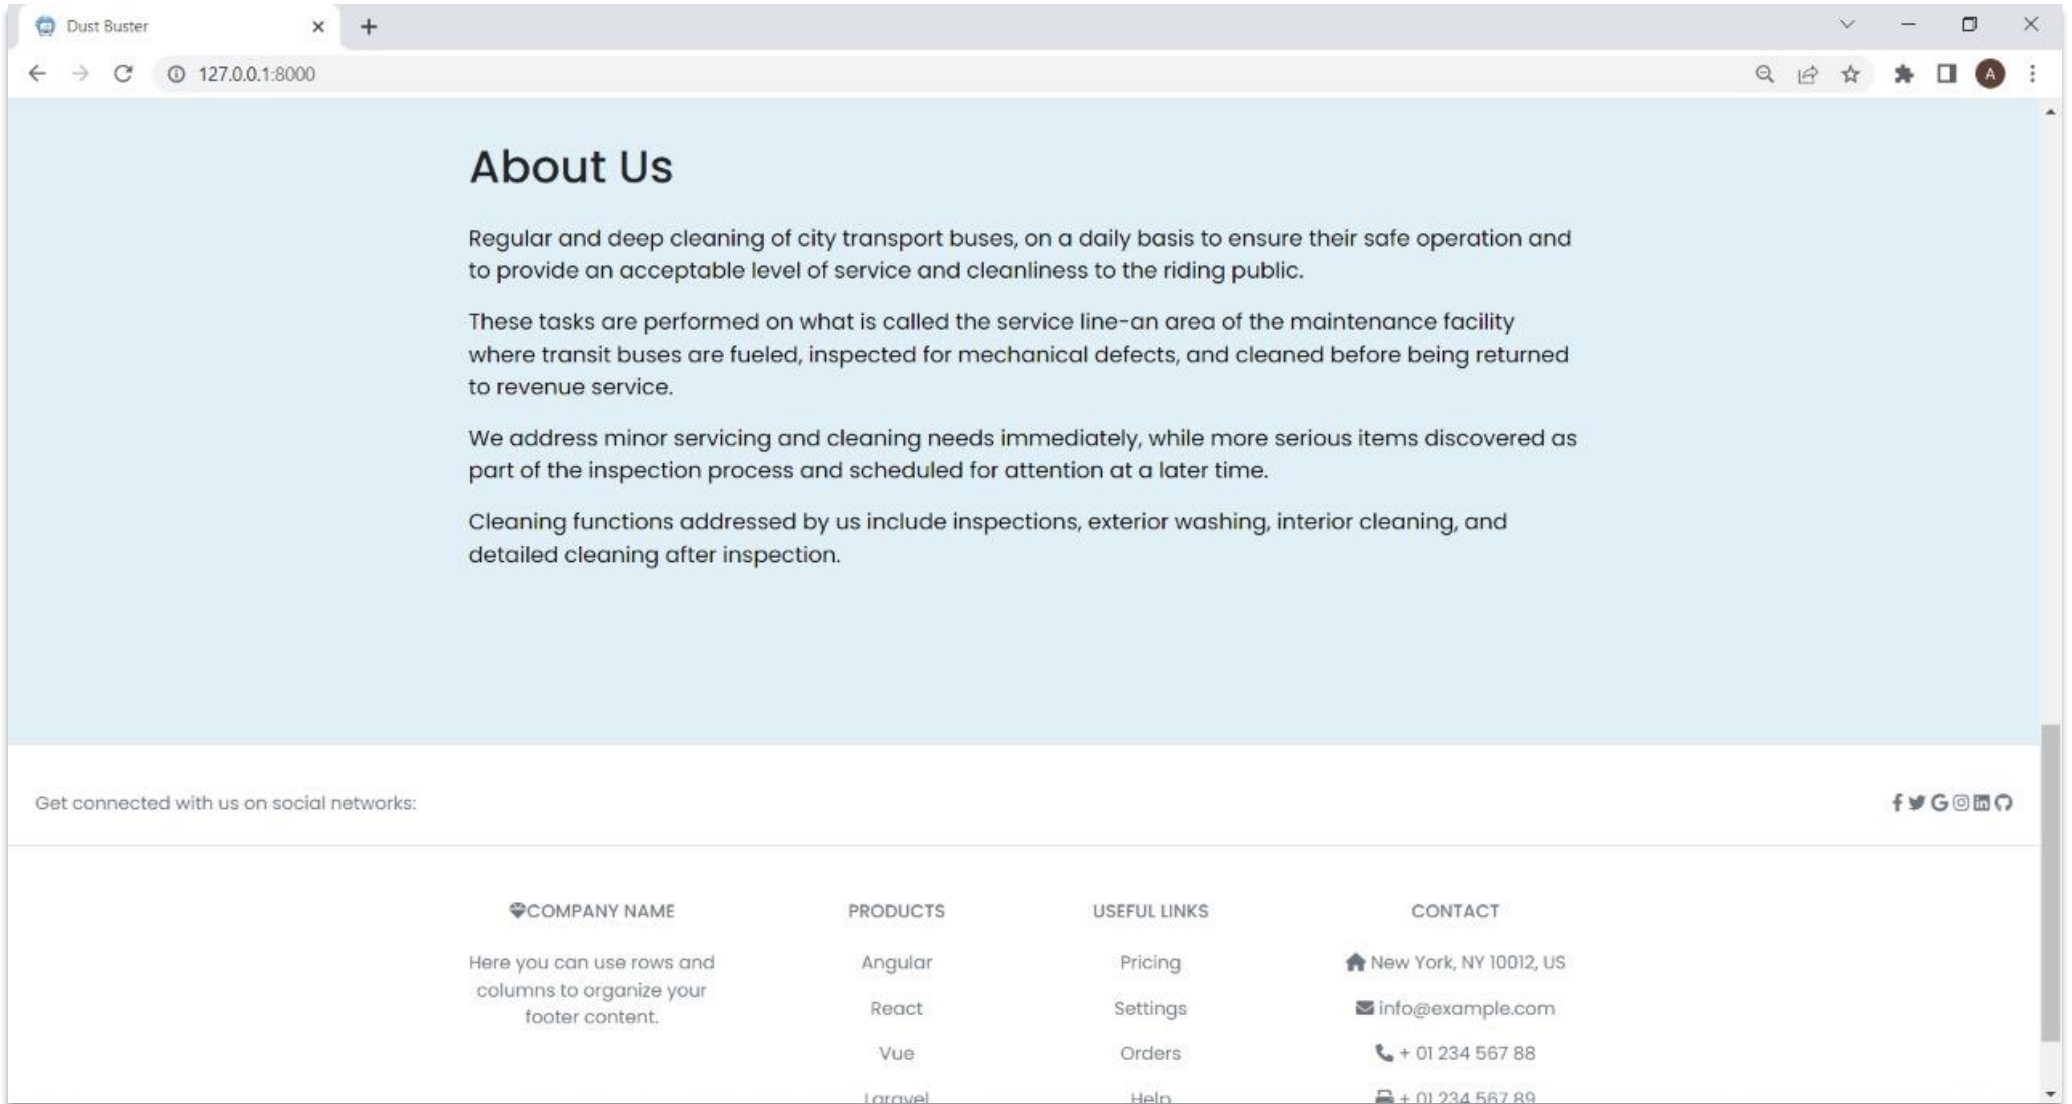 Dust Buster
127.0.0.1:8000
A
About Us
Regular and deep cleaning of city transport buses, on a daily basis to ensure their safe operation and
to provide an acceptable level of service and cleanliness to the riding public.
These tasks are performed on what is called the service line-an area of the maintenance facility
where transit buses are fueled, inspected for mechanical defects, and cleaned before being returned
to revenue service.
We address minor servicing and cleaning needs immediately, while more serious items discovered as
part of the inspection process and scheduled for attention at a later time.
Cleaning functions addressed by us include inspections, exterior washing, interior cleaning, and
detailed cleaning after inspection.
Get connected with us on social networks:
COMPANY NAME
Here you can use rows and
columns to organize your
footer content.
PRODUCTS
Angular
React
Vue
Laravel
USEFUL LINKS
Pricing
Settings
Orders
Help
CONTACT
New York, NY 10012, US
info@example.com
+ 01 234 567 88
+ 01 234 567 89